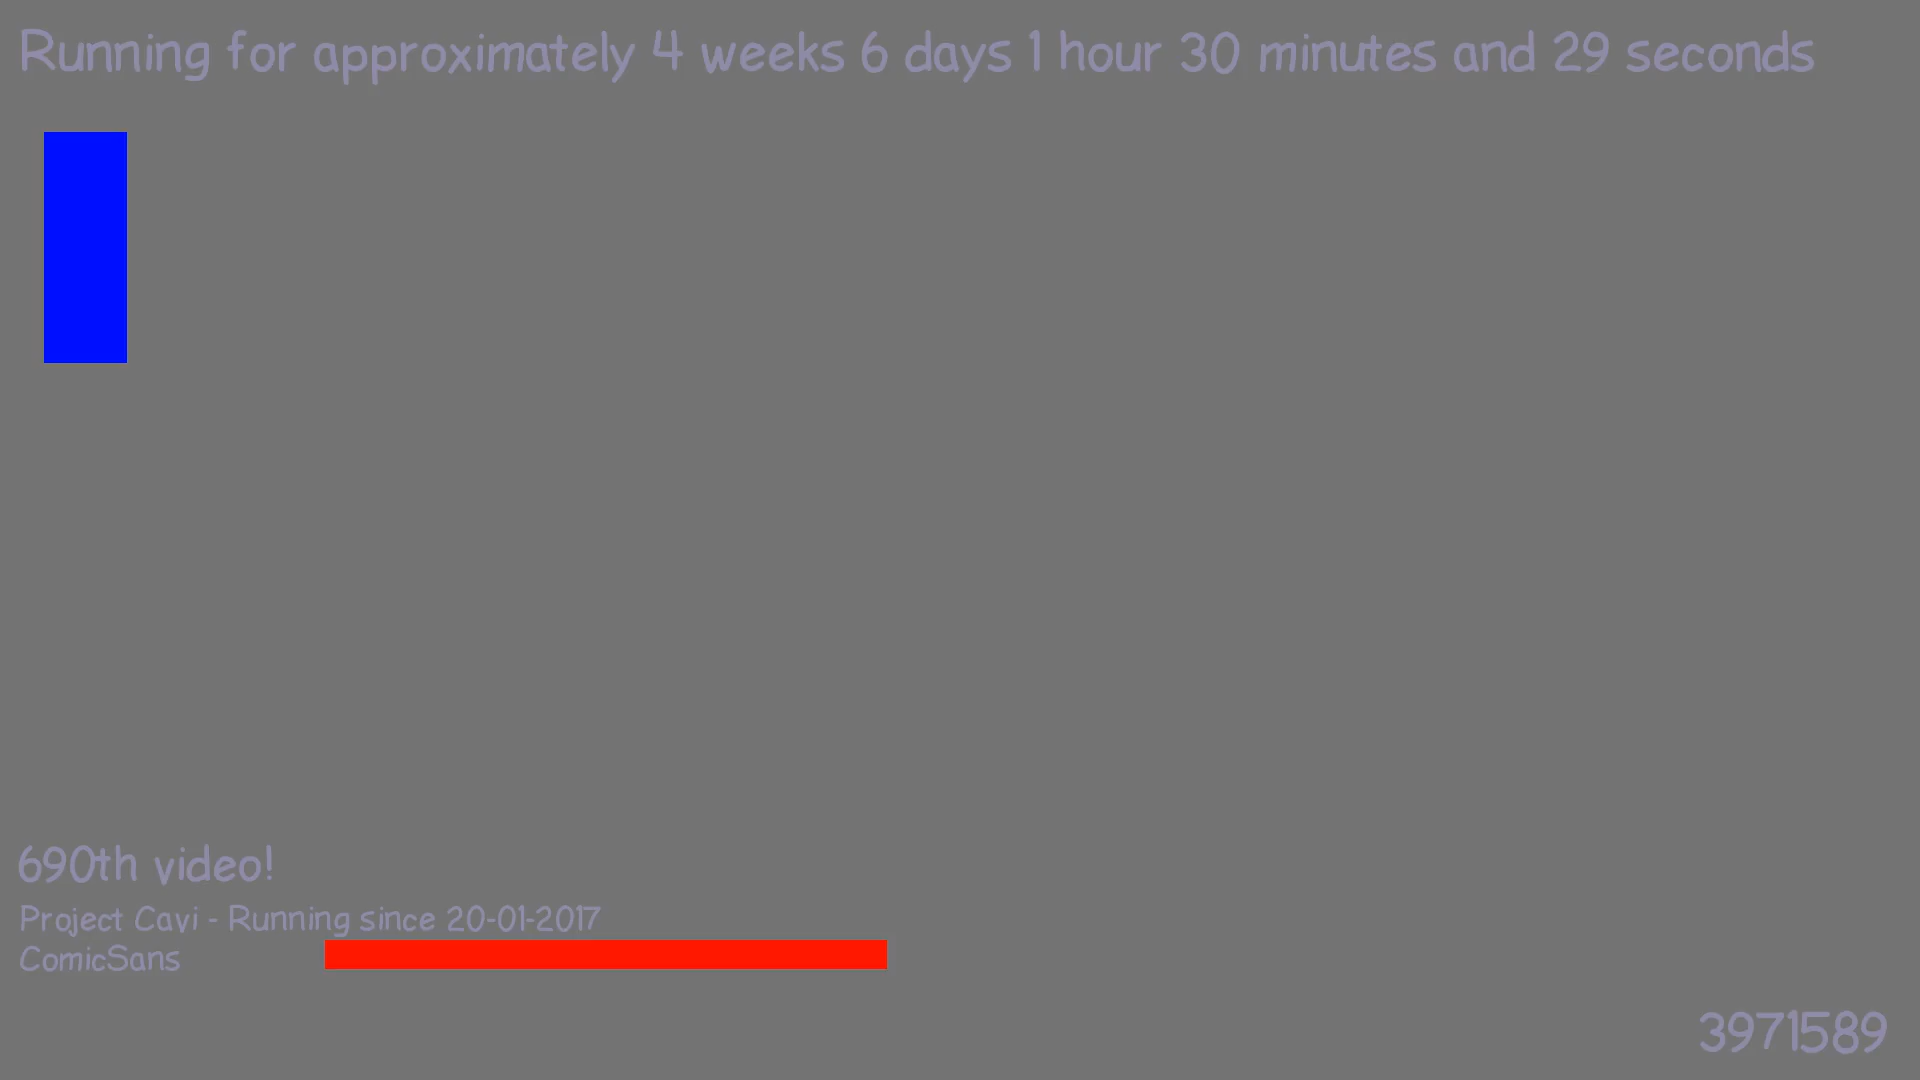 Running for approximately 4 weeks 6 days 1 hour 30 minutes and 29 seconds
690th video!
Project Cavi - Running since 20-01-2017
ComicSans
3971589